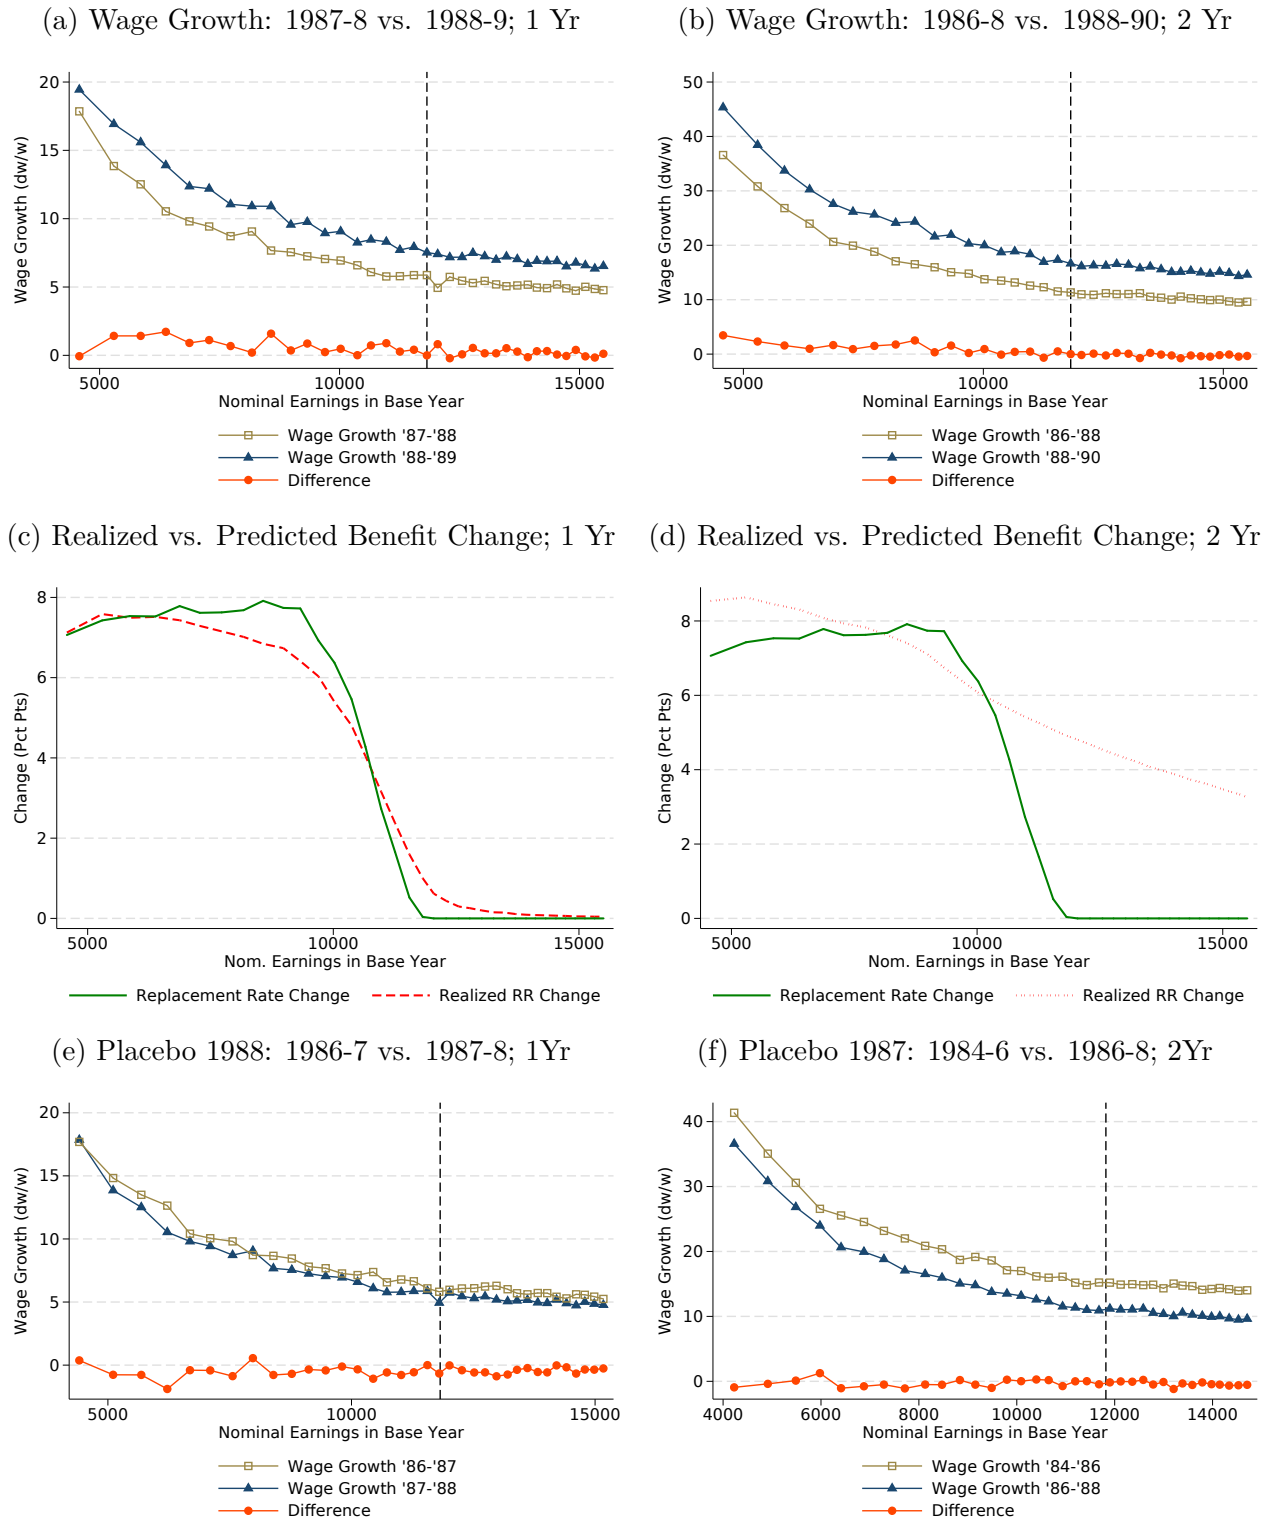 (a) Wage Growth: 1987-8 vs. 1988-9; 1 Yr
Wage Growth (dw/w)
20
15
10
5
0
5000 10000 15000
Nominal Earnings in Base Year
Wage Growth '87-'88
Wage Growth '88-'89
Difference
(b) Wage Growth: 1986-8 vs. 1988-90; 2 Yr
Wage Growth (dw/w)
50
40
30
20
10
0
5000 10000 15000
Nominal Earnings in Base Year
Wage Growth '86-'88
Wage Growth '88-'90
Difference
(c) Realized vs. Predicted Benefit Change; 1 Yr
Change (Pct Pts)
8
6
4
2
0
5000 10000 15000
Nom. Earnings in Base Year
Replacement Rate Change Realized RR Change
(d) Realized vs. Predicted Benefit Change; 2 Yr
Change (Pct Pts)
8
6
4
2
0
5000 10000 15000
Nom. Earnings in Base Year
Replacement Rate Change Realized RR Change
(e) Placebo 1988: 1986-7 vs. 1987-8; 1Yr
Wage Growth (dw/w)
20
15
10
5
0
5000 10000 15000
Nominal Earnings in Base Year
Wage Growth '86-'87
Wage Growth '87-'88
Difference
(f) Placebo 1987: 1984-6 vs. 1986-8; 2Yr
Wage Growth (dw/w)
40
30
20
10
0
4000 6000 8000 10000 12000 14000
Nominal Earnings in Base Year
Wage Growth '84-'86
Wage Growth '86-'88
Difference